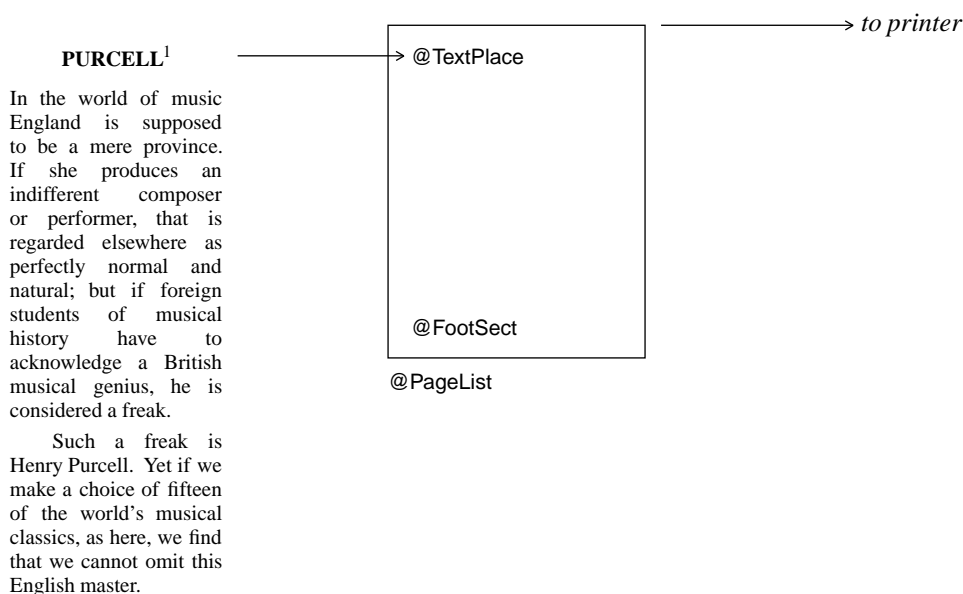 PURCELL1
In the world of music
England is supposed
to be a mere province.
If she produces an
indifferent composer
or performer, that is
regarded elsewhere as
perfectly normal and
natural; but if foreign
students of musical
history have to
acknowledge a British
musical genius, he is
considered a freak.
Such a freak is
Henry Purcell. Yet if we
make a choice of fifteen
of the world's musical
classics, as here, we find
that we cannot omit this
English master.
@TextPlace
@FootSect
@PageList
to printer